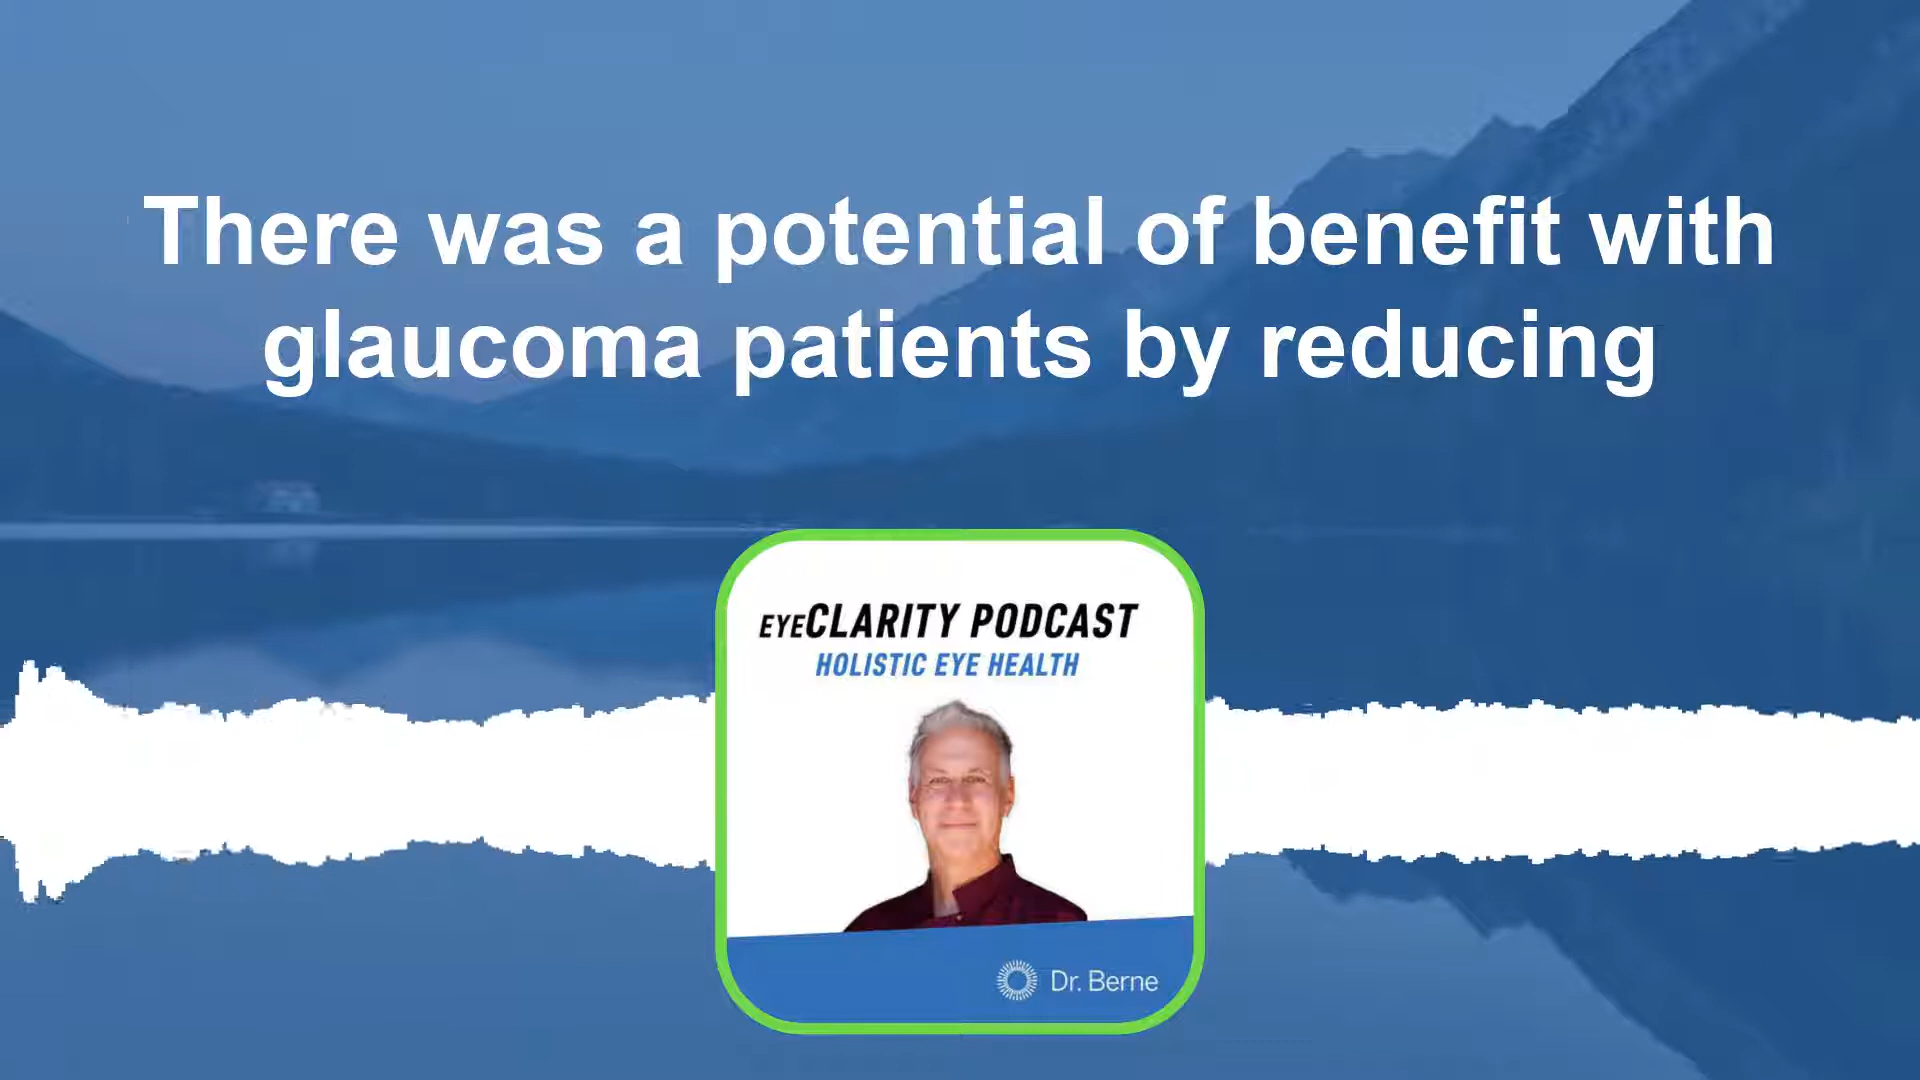 There was a potential of benefit with
glaucoma patients by reducing
EYECLARITY PODCAST
HOLISTIC EYE HEALTH
Dr. Berne